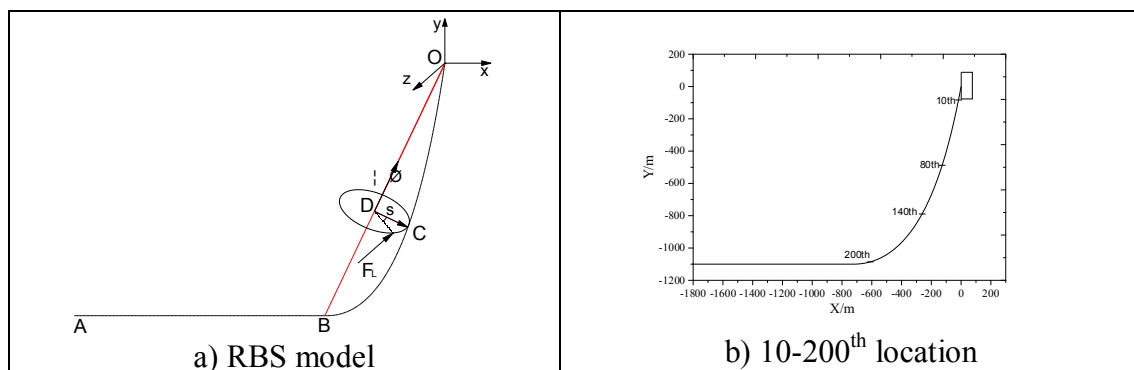 y
O
x
z
Ø
D
s
C
F_L
A
B
a) RBS model
200
0
-200
-400
-600
-800
-1000
-1200
Y/m
10th
80th
140th
200th
-1800 -1600 -1400 -1200 -1000 -800 -600 -400 -200 0 200
X/m
b) 10-200th location